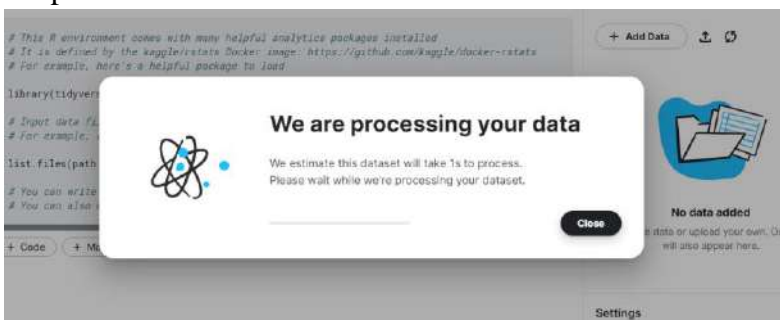 # This R environment comes with many helpful analytics packages installed
# It is defined by the kaggle/rstats Docker image: https://github.com/kaggle/docker-rstats
# For example, here's a helpful package to load
library(tidyver
# Input data fi
# For example,
list.files(path
# You can write
# You can also
+ Code
+ M
We are processing your data
We estimate this dataset will take 1s to process.
Please wait while we're processing your dataset.
Close
+ Add Data
No data added
data or upload your own. O
will also appear here.
Settings